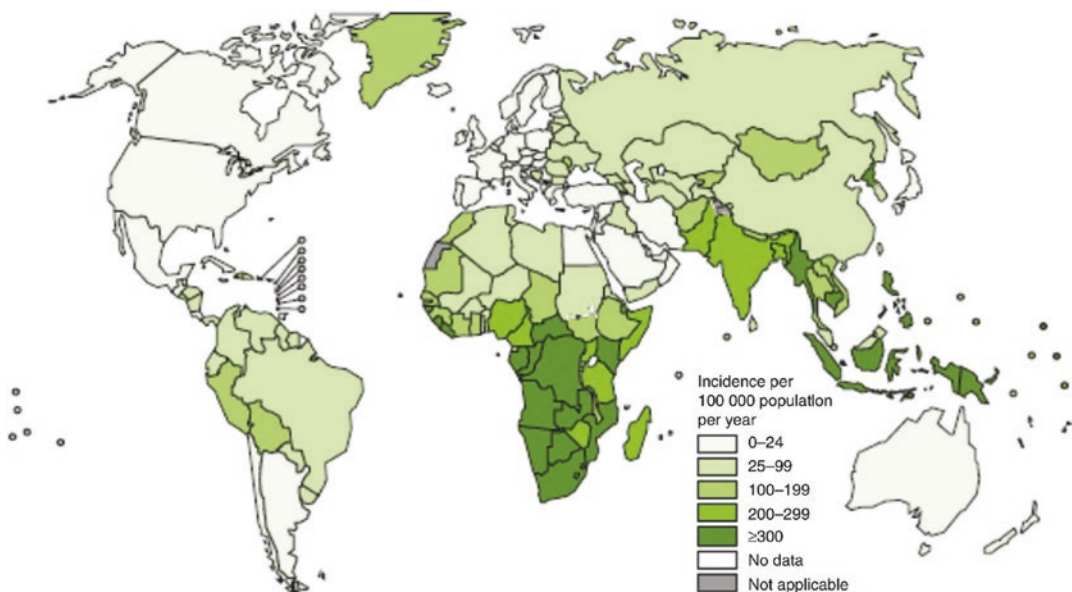 Incidence per
100 000 population
per year
0–24
25–99
100–199
200–299
≥300
No data
Not applicable